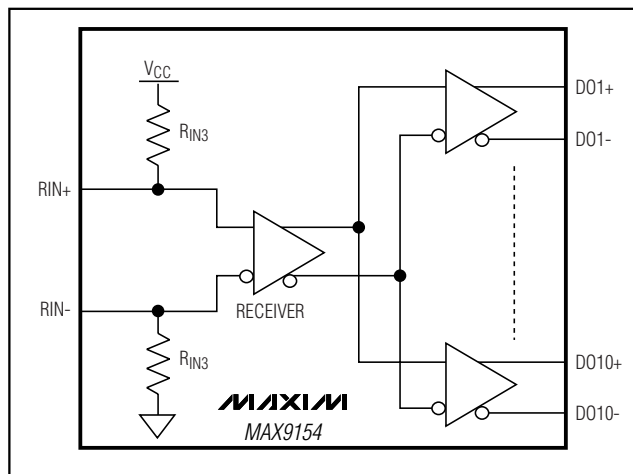 VCC
RIN3
RIN+
RIN-
RIN3
RECEIVER
MAXIM
MAX9154
DO1+
DO1-
DO10+
DO10-